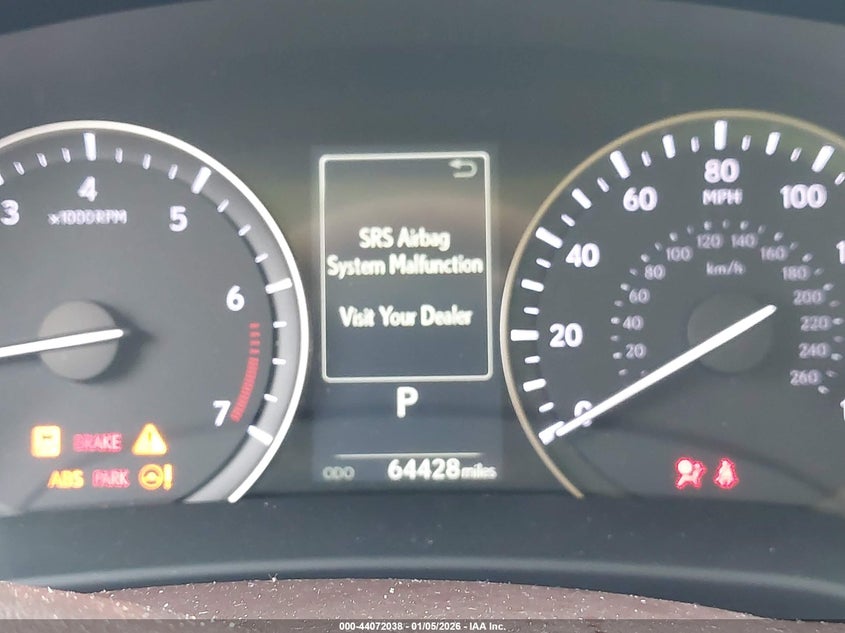 3
4
5
6
7
x1000RPM
BRAKE
ABS
PARK
!
SRS Airbag
System Malfunction
Visit Your Dealer
P
ODO 64428 miles
0
20
40
60
80
100
MPH
km/h
20
40
60
80
100
120
140
160
180
200
220
240
260
000-44072038 - 01/05/2026 - IAA Inc.